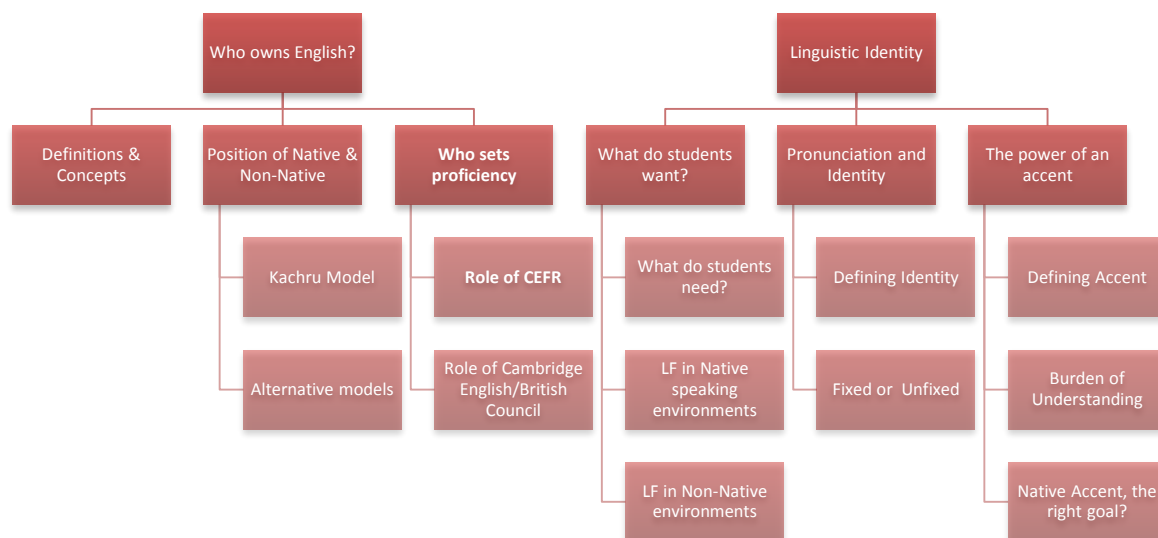 Who owns English?
Linguistic Identity
Definitions &
Concepts
Position of Native &
Non-Native
Who sets
proficiency
What do students
want?
Pronunciation and
Identity
The power of an
accent
Kachru Model
Role of CEFR
What do students
need?
Defining Identity
Defining Accent
Alternative models
Role of Cambridge
English/British
Council
LF in Native
speaking
environments
Fixed or Unfixed
Burden of
Understanding
LF in Non-Native
environments
Native Accent, the
right goal?